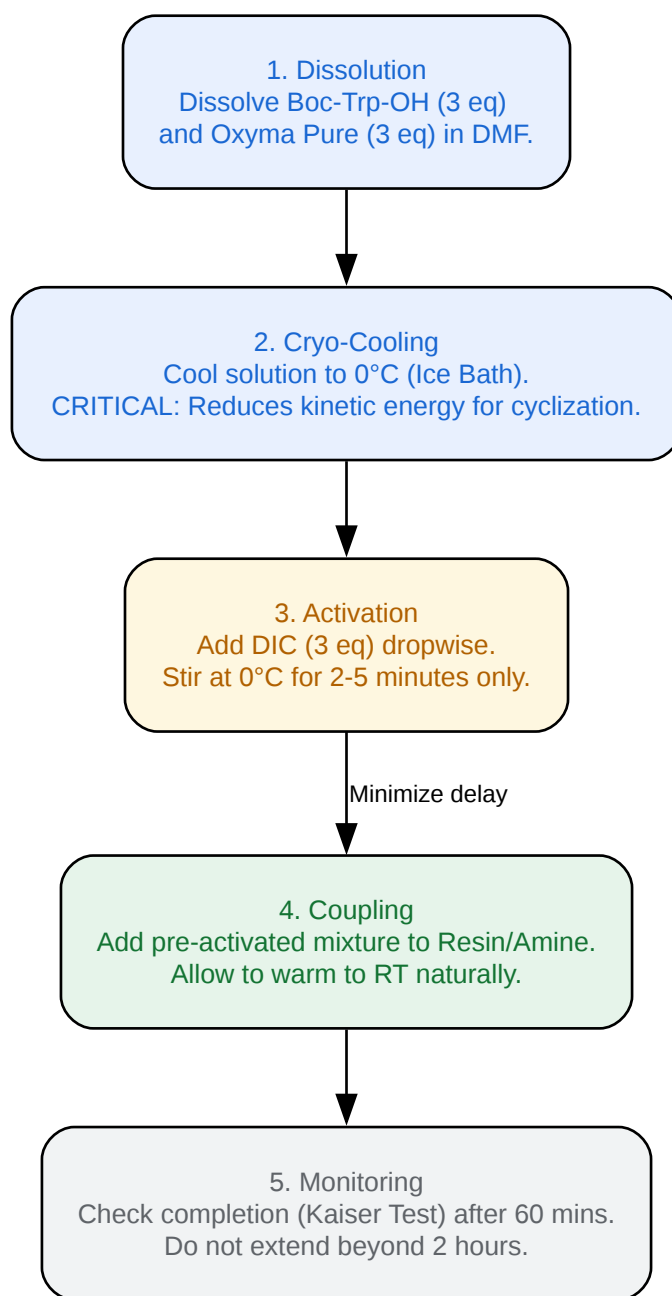 1. Dissolution
Dissolve Boc-Trp-OH (3 eq)
and Oxyma Pure (3 eq) in DMF.
2. Cryo-Cooling
Cool solution to 0°C (Ice Bath).
CRITICAL: Reduces kinetic energy for cyclization.
3. Activation
Add DIC (3 eq) dropwise.
Stir at 0°C for 2-5 minutes only.
Minimize delay
4. Coupling
Add pre-activated mixture to Resin/Amine.
Allow to warm to RT naturally.
5. Monitoring
Check completion (Kaiser Test) after 60 mins.
Do not extend beyond 2 hours.